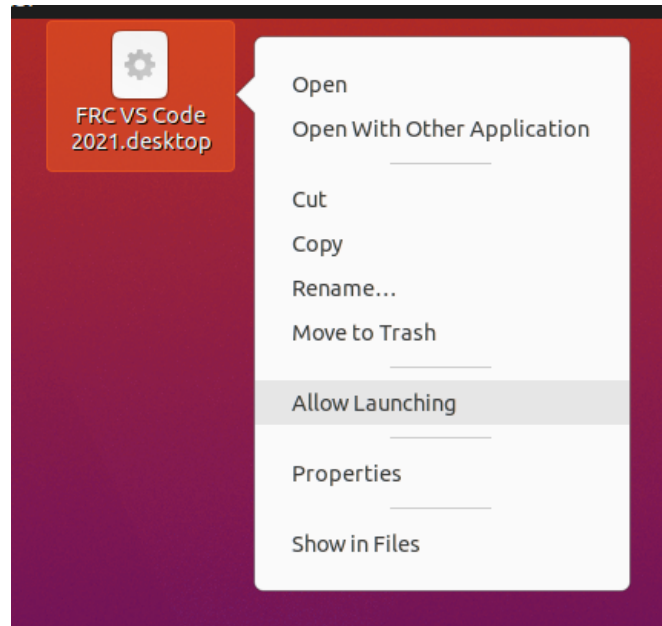 FRC VS Code
2021.desktop
Open
Open With Other Application
Cut
Copy
Rename…
Move to Trash
Allow Launching
Properties
Show in Files